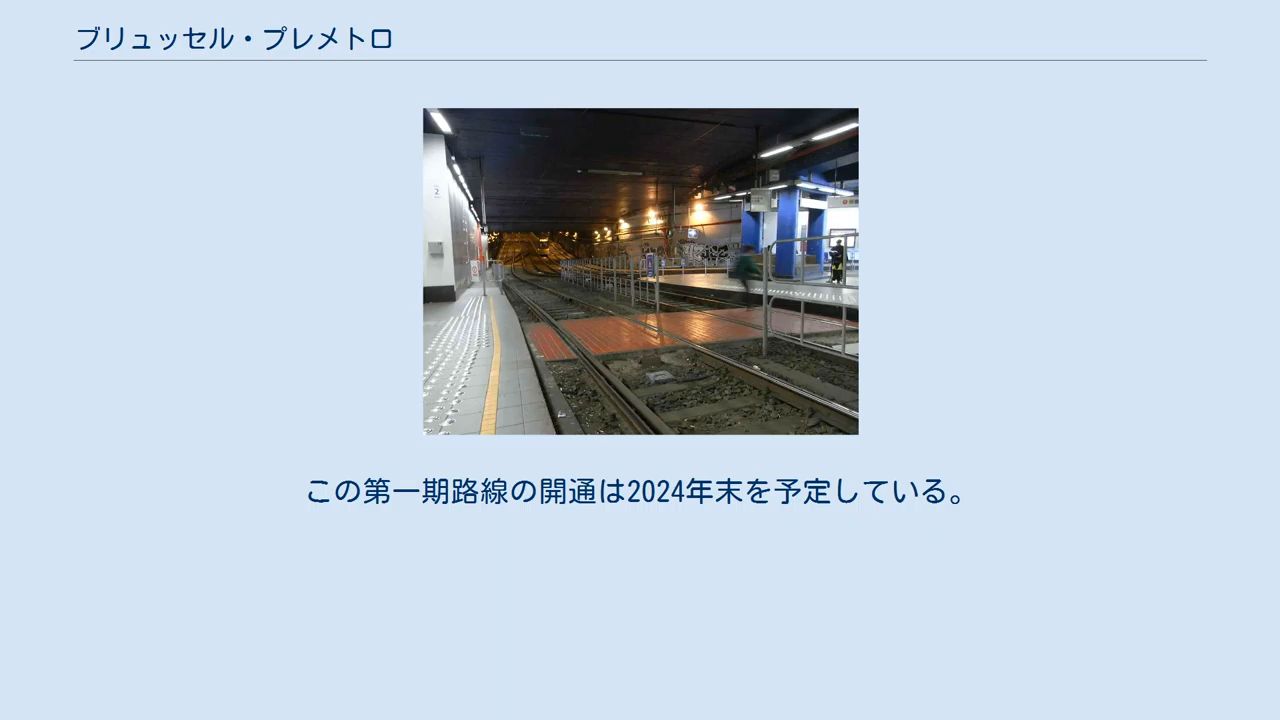 ブリュッセル・プレメトロ
2
この第一期路線の開通は2024年末を予定している。